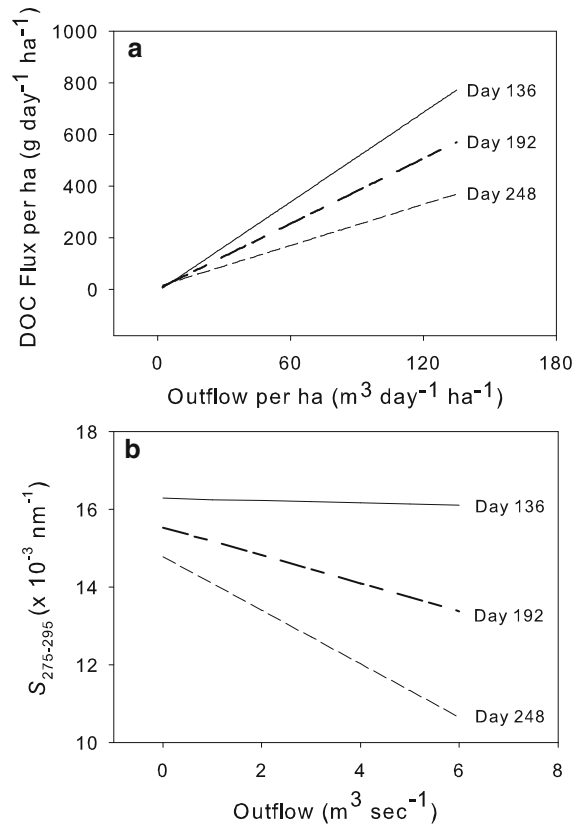 a
1000
800
600
400
200
0
DOC Flux per ha (g day⁻¹ ha⁻¹)
Day 136
Day 192
Day 248
0 60 120 180
Outflow per ha (m³ day⁻¹ ha⁻¹)
b
18
16
14
12
10
S₂₇₅₋₂₉₅ (x 10⁻³ nm⁻¹)
Day 136
Day 192
Day 248
0 2 4 6 8
Outflow (m³ sec⁻¹)